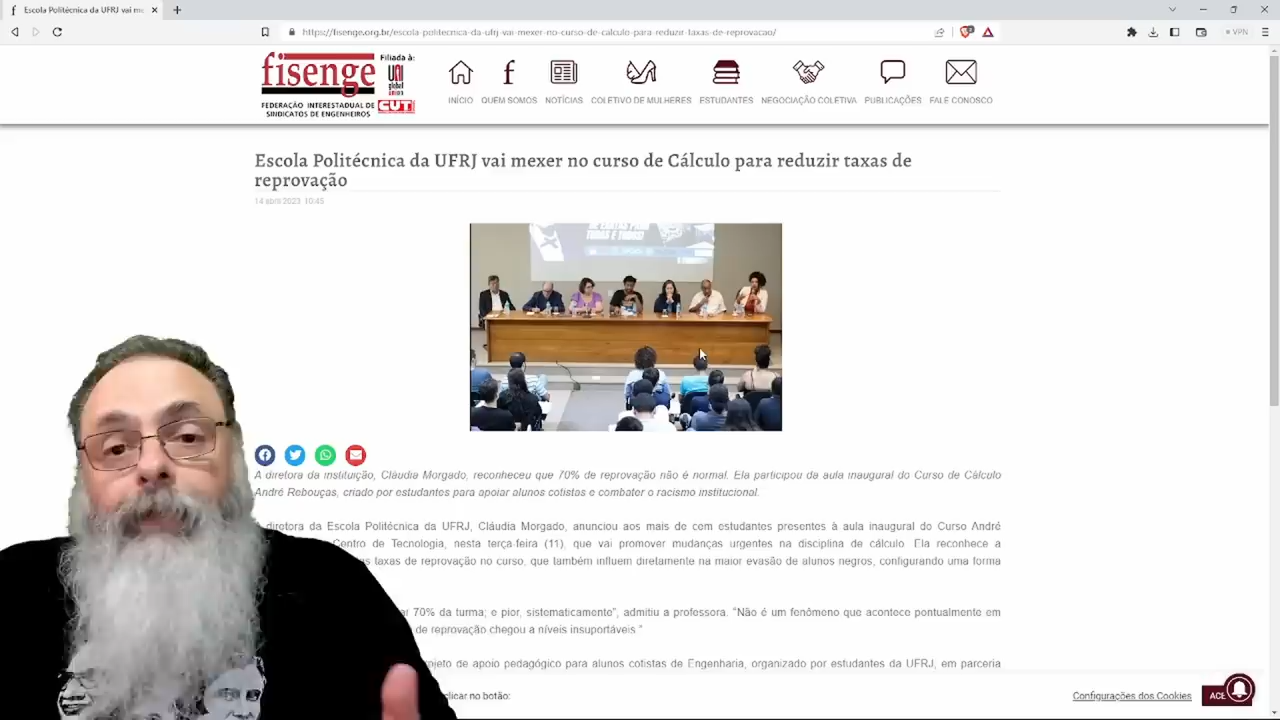 Escola Politécnica da UFRJ vai mo
https://fisenge.org.br/escola-politecnica-da-ufrj-vai-mexer-no-curso-de-calculo-para-reduzir-taxas-de-reprovacao/
VPN
fisenge
Filiada à:
UNI
global
union
CUT
FEDERAÇÃO INTERESTADUAL DE
SINDICATOS DE ENGENHEIROS
INÍCIO QUEM SOMOS NOTÍCIAS COLETIVO DE MULHERES ESTUDANTES NEGOCIAÇÃO COLETIVA PUBLICAÇÕES FALE CONOSCO
Escola Politécnica da UFRJ vai mexer no curso de Cálculo para reduzir taxas de
reprovação
14 abril 2023 10:45
TODAS E TODOS!
A diretora da instituição, Cláudia Morgado, reconheceu que 70% de reprovação não é normal. Ela participou da aula inaugural do Curso de Cálculo
André Rebouças, criado por estudantes para apoiar alunos cotistas e combater o racismo institucional.
diretora da Escola Politécnica da UFRJ, Cláudia Morgado, anunciou aos mais de cem estudantes presentes à aula inaugural do Curso André
Centro de Tecnologia, nesta terça-feira (11), que vai promover mudanças urgentes na disciplina de cálculo. Ela reconhece a
taxas de reprovação no curso, que também influem diretamente na maior evasão de alunos negros, configurando uma forma
70% da turma; e pior, sistematicamente”, admitiu a professora. “Não é um fenômeno que acontece pontualmente em
de reprovação chegou a níveis insuportáveis.”
ojeto de apoio pedagógico para alunos cotistas de Engenharia, organizado por estudantes da UFRJ, em parceria
clicar no botão:
Configurações dos Cookies
ACE